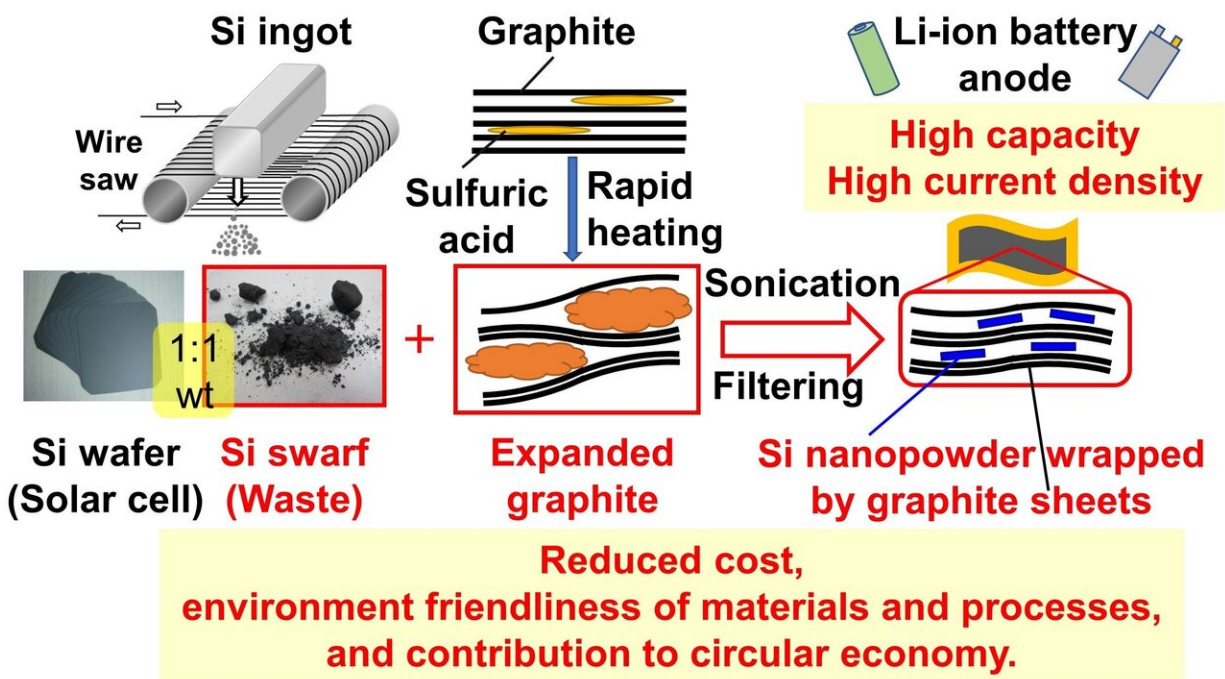 Si ingot
Wire
saw
Graphite
Sulfuric
acid
Rapid
heating
Li-ion battery
anode
High capacity
High current density
1:1
wt
+
Sonication
Filtering
Si wafer
(Solar cell)
Si swarf
(Waste)
Expanded
graphite
Si nanopowder wrapped
by graphite sheets
Reduced cost,
environment friendliness of materials and processes,
and contribution to circular economy.